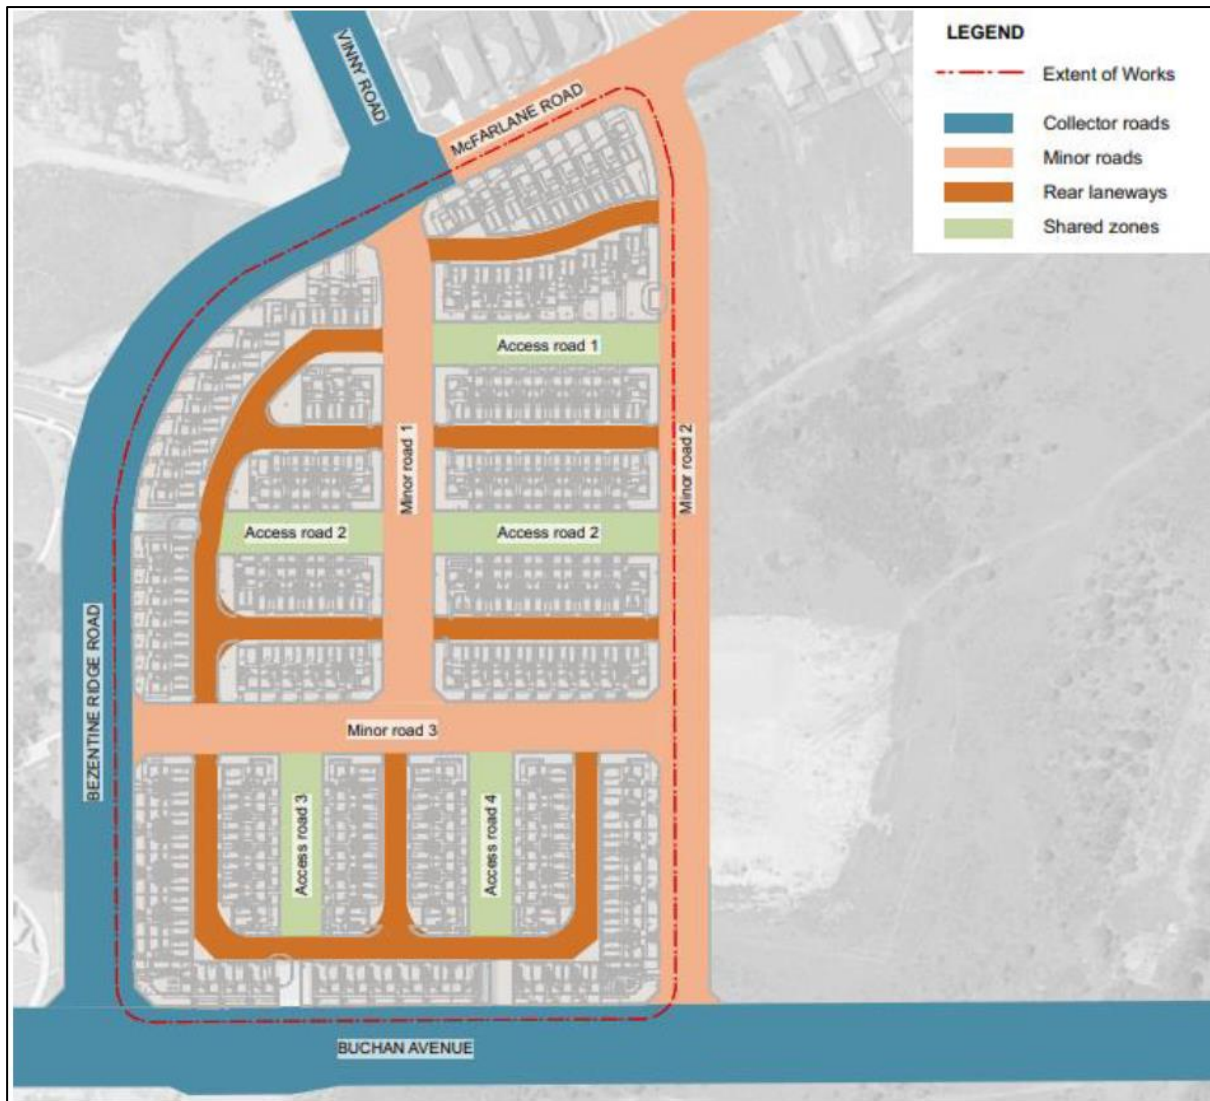 LEGEND
Extent of Works
Collector roads
Minor roads
Rear laneways
Shared zones
VINNY ROAD
McFARLANE ROAD
Access road 1
Minor road 1
Minor road 2
Access road 2
Access road 2
BEZENTINE RIDGE ROAD
Minor road 3
Access road 3
Access road 4
BUCHAN AVENUE